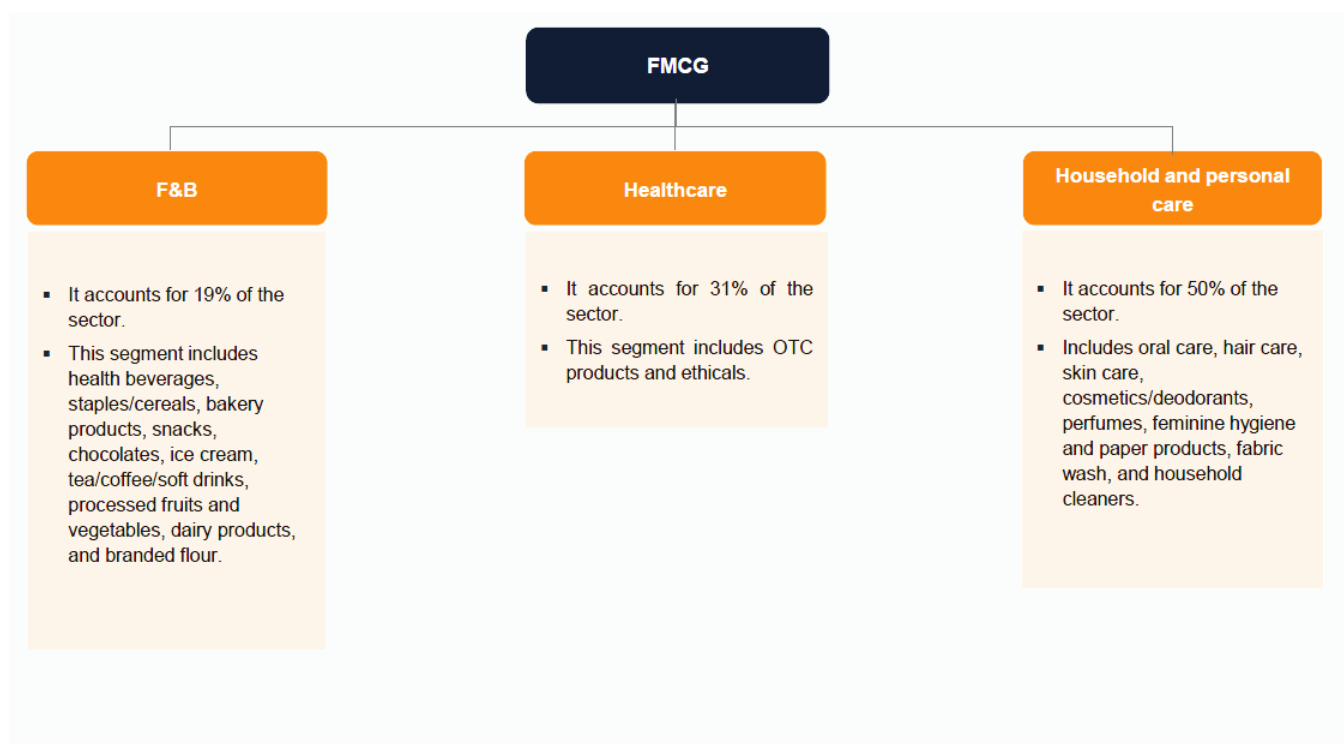 FMCG
F&B
It accounts for 19% of the
sector.
This segment includes
health beverages,
staples/cereals, bakery
products, snacks,
chocolates, ice cream,
tea/coffee/soft drinks,
processed fruits and
vegetables, dairy products,
and branded flour.
Healthcare
It accounts for 31% of the
sector.
This segment includes OTC
products and ethicals.
Household and personal
care
It accounts for 50% of the
sector.
Includes oral care, hair care,
skin care,
cosmetics/deodorants,
perfumes, feminine hygiene
and paper products, fabric
wash, and household
cleaners.